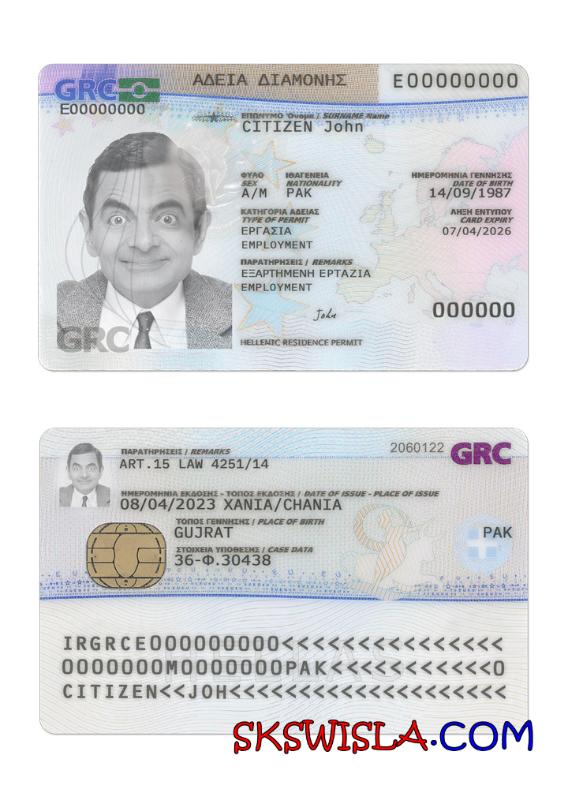 GRC ΑΔΕΙΑ ΔΙΑΜΟΝΗΣ E00000000
E00000000
ΕΠΩΝΥΜΟ Όνομα / SURNAME Name
CITIZEN John
ΦΥΛΟ ΙΘΑΓΕΝΕΙΑ ΗΜΕΡΟΜΗΝΙΑ ΓΕΝΝΗΣΗΣ
SEX NATIONALITY DATE OF BIRTH
A/M PAK 14/09/1987
ΚΑΤΗΓΟΡΙΑ ΑΔΕΙΑΣ ΛΗΞΗ ΕΝΤΥΠΟΥ
TYPE OF PERMIT CARD EXPIRY
ΕΡΓΑΣΙΑ 07/04/2026
EMPLOYMENT
ΠΑΡΑΤΗΡΗΣΕΙΣ / REMARKS
ΕΞΑΡΤΗΜΕΝΗ ΕΡΤΑΖΙΑ
EMPLOYMENT
000000
John
GRC
HELLENIC RESIDENCE PERMIT
2060122 GRC
ΠΑΡΑΤΗΡΗΣΕΙΣ / REMARKS
ART.15 LAW 4251/14
ΗΜΕΡΟΜΗΝΙΑ ΕΚΔΟΣΗΣ - ΤΟΠΟΣ ΕΚΔΟΣΗΣ / DATE OF ISSUE - PLACE OF ISSUE
08/04/2023 ΧΑΝΙΑ/CHANIA
ΤΟΠΟΣ ΓΕΝΝΗΣΗΣ / PLACE OF BIRTH
GUJRAT PAK
ΣΤΟΙΧΕΙΑ ΥΠΟΘΕΣΗΣ / CASE DATA
36-Φ.30438
IRGRCE000000000<<<<<<<<<<<<<<<
0000000M0000000PAK<<<<<<<<<<<0
CITIZEN<<JOH<<<<<<<<<<<<<<<<<<
SKSWISLA.COM